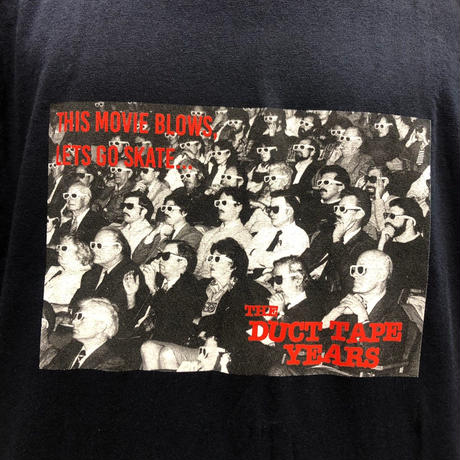 THIS MOVIE BLOWS,
LETS GO SKATE...
THE
DUCT TAPE
YEARS